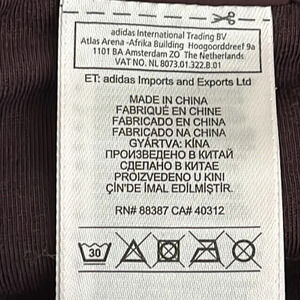 adidas International Trading BV
Atlas Arena -Afrika Building Hoogoorddreef 9a
1101 BA Amsterdam ZO The Netherlands
VAT NO. NL 8073.01.322.B.01
ET: adidas Imports and Exports Ltd
MADE IN CHINA
FABRIQUÉ EN CHINE
FABRICADO EN CHINA
FABRICADO NA CHINA
GYÁRTVA: KÍNA
ПРОИЗВЕДЕНО В КИТАЙ
СДЕЛАНО В КИТАЕ
PROIZVEDENO U KINI
ÇİN'DE İMAL EDİLMİŞTİR.
RN# 88387 CA# 40312
30